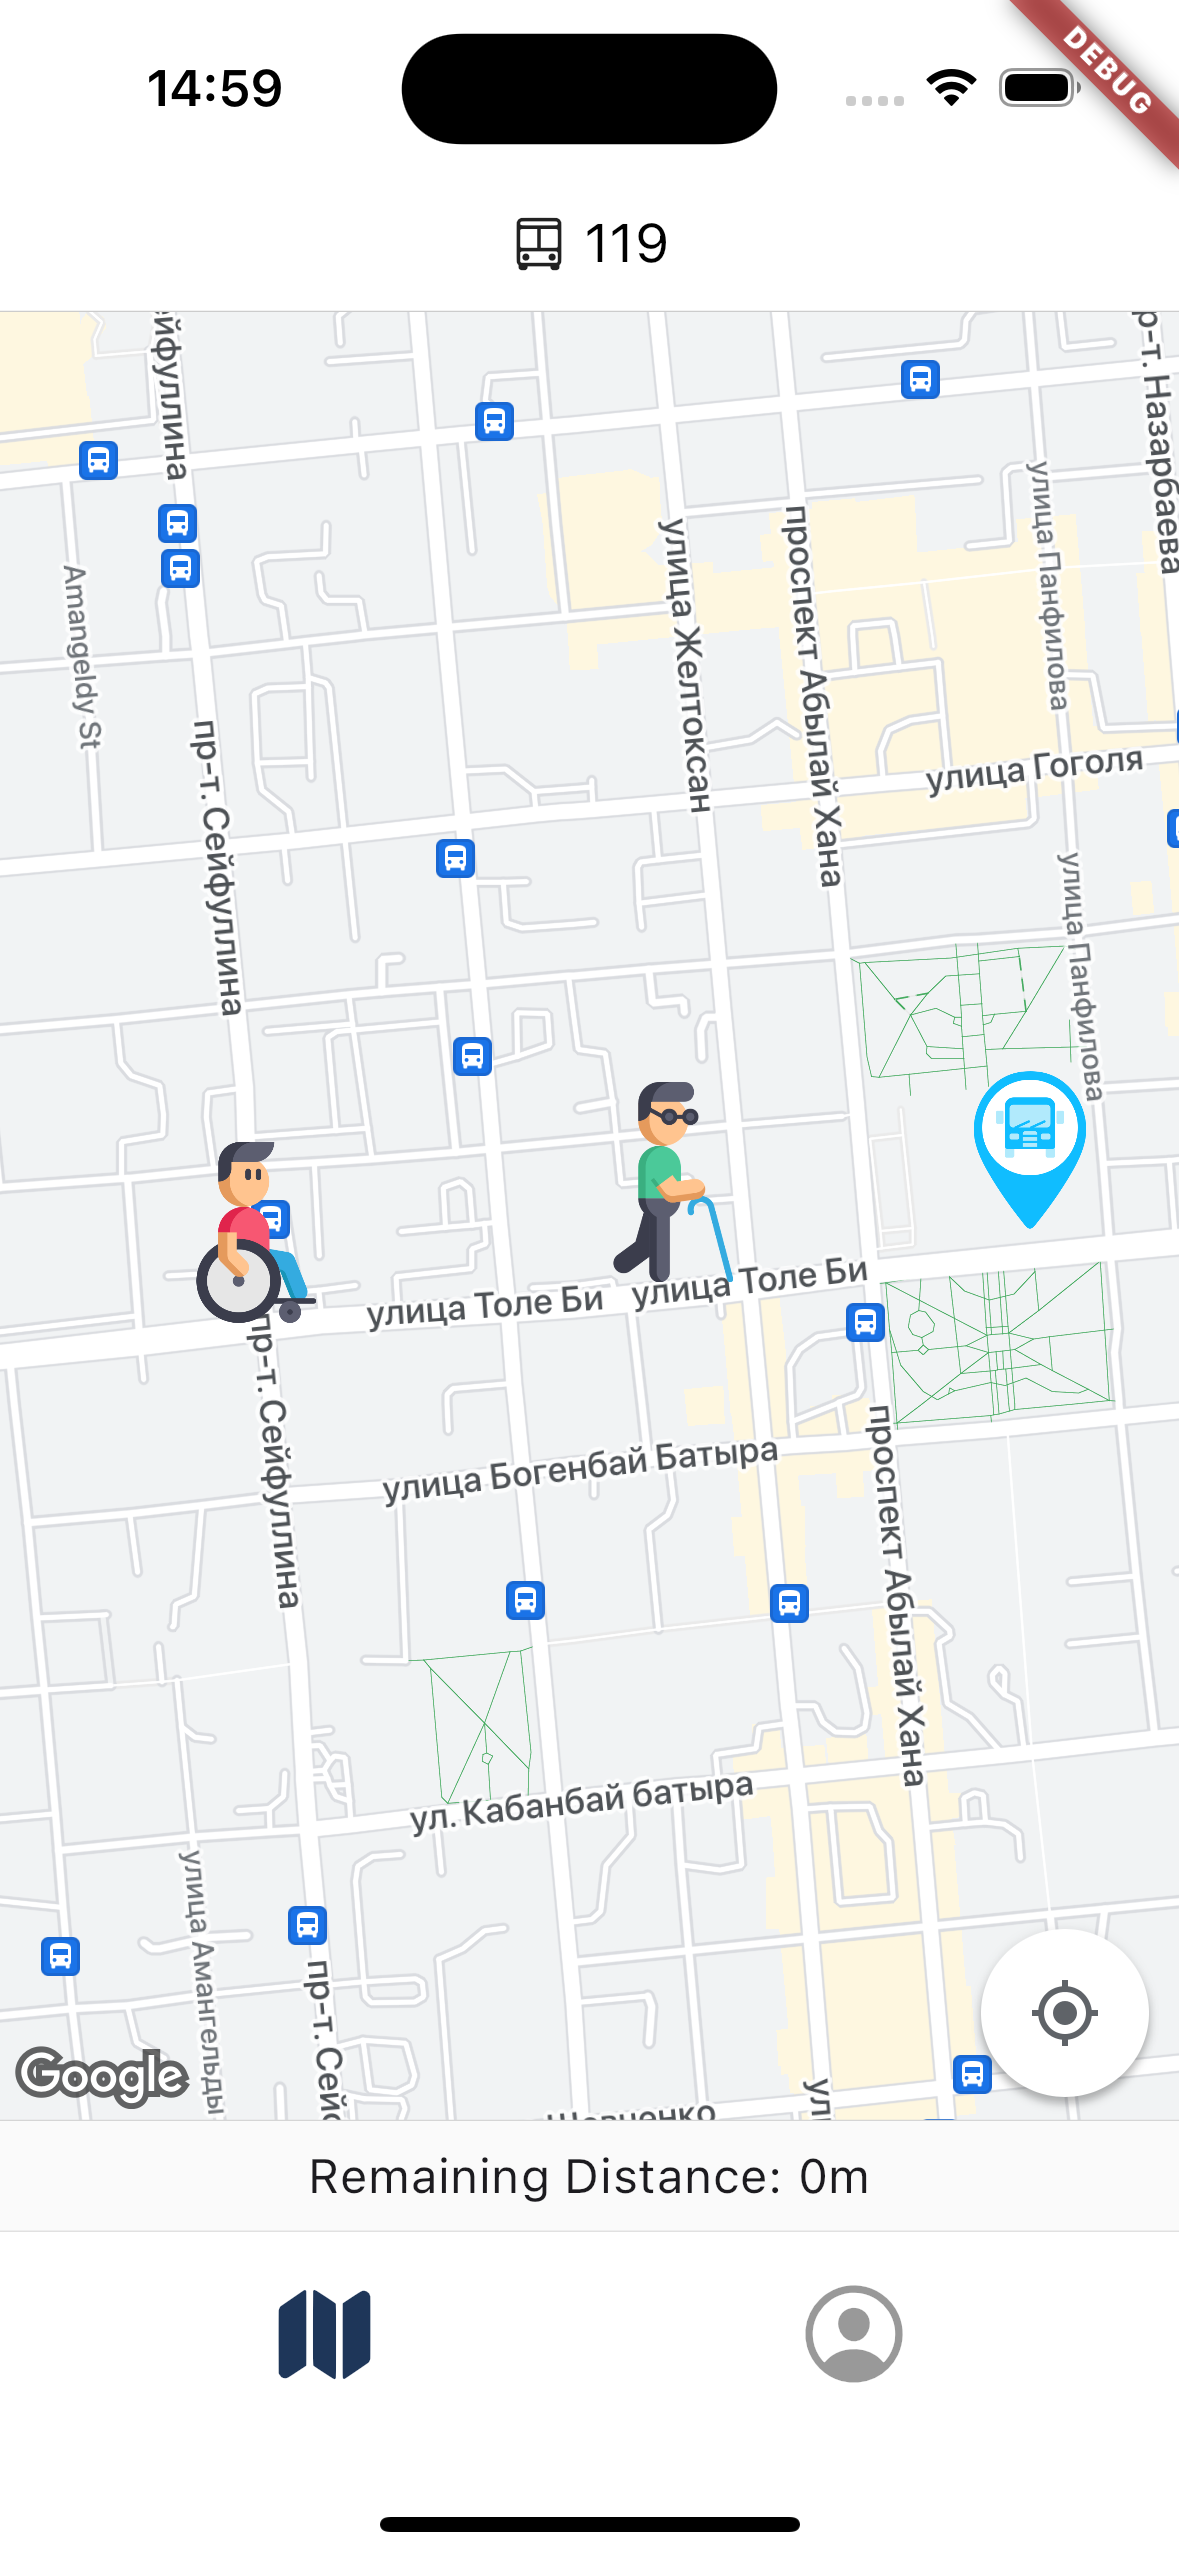 14:59
DEBUG
119
ейфуллина
р-т. Назарбаева
улица Панфилова
проспект Абылай Хана
улица Желтоксан
Amangeldy St
пр-т. Сейфуллина
улица Гоголя
улица Панфилова
улица Толе Би
улица Толе Би
пр-т. Сейфуллина
улица Богенбай Батыра
проспект Абылай Хана
ул. Кабанбай батыра
улица Амангельды
пр-т. Сей
ул
Google
Remaining Distance: 0m